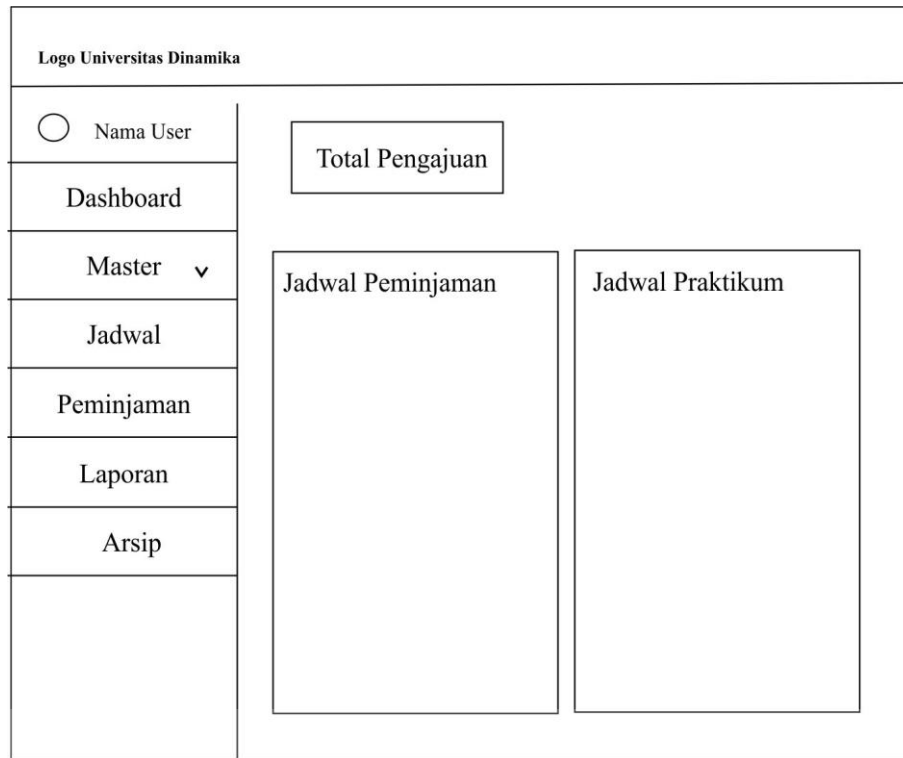 Logo Universitas Dinamika
Nama User
Dashboard
Master
Jadwal
Peminjaman
Laporan
Arsip
Total Pengajuan
Jadwal Peminjaman
Jadwal Praktikum